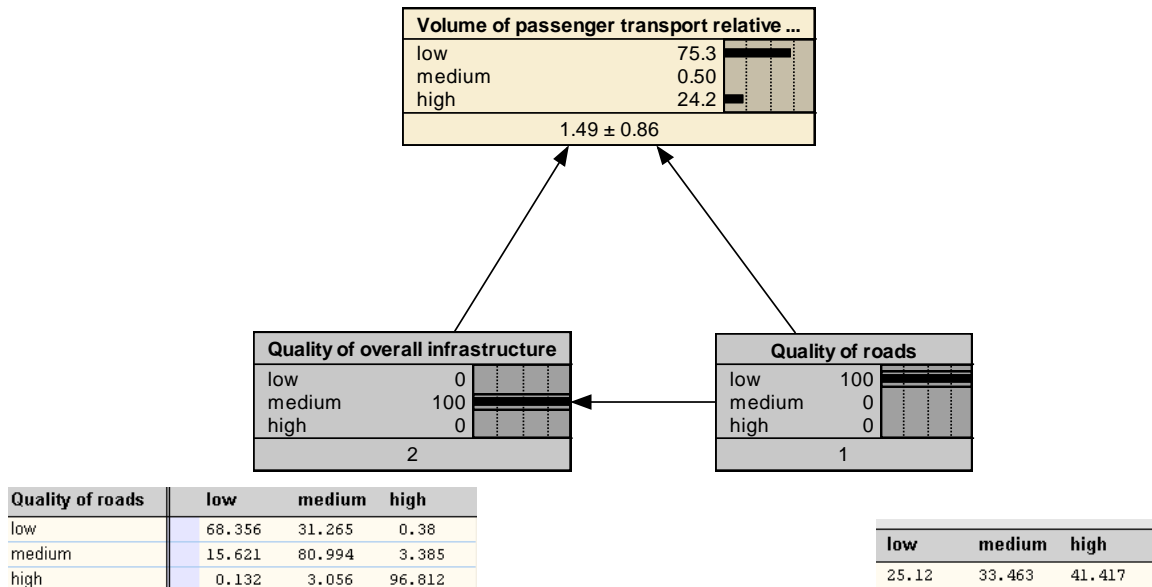 Volume of passenger transport relative ...
low 75.3
medium 0.50
high 24.2
1.49 ± 0.86
Quality of overall infrastructure
low 0
medium 100
high 0
2
Quality of roads
low 100
medium 0
high 0
1
Quality of roads low medium high
low 68.356 31.265 0.38
medium 15.621 80.994 3.385
high 0.132 3.056 96.812
low medium high
25.12 33.463 41.417